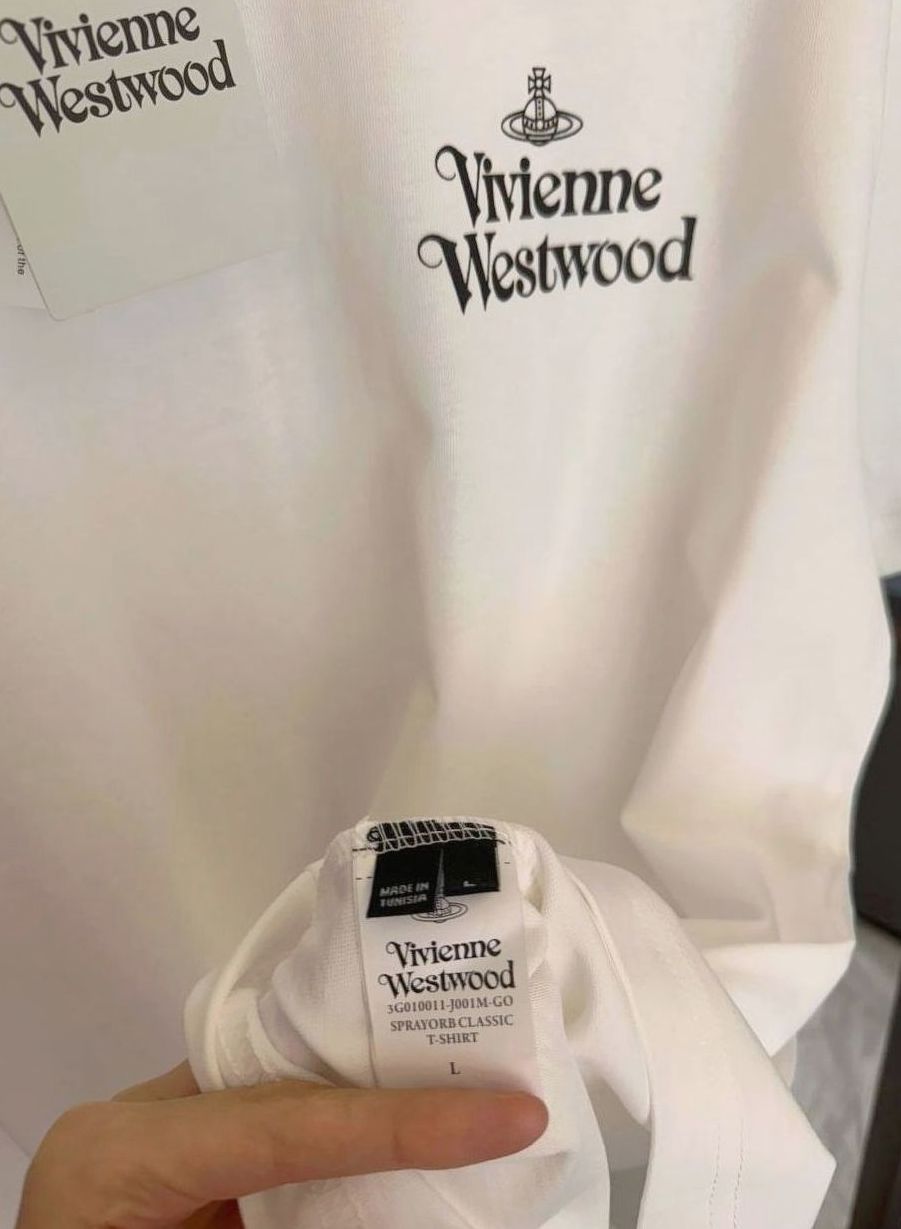 Vivienne
Westwood
of the
Vivienne
Westwood
MADE IN
TUNISIA
L
Vivienne
Westwood
3G010011-J001M-GO
SPRAYORB CLASSIC
T-SHIRT
L